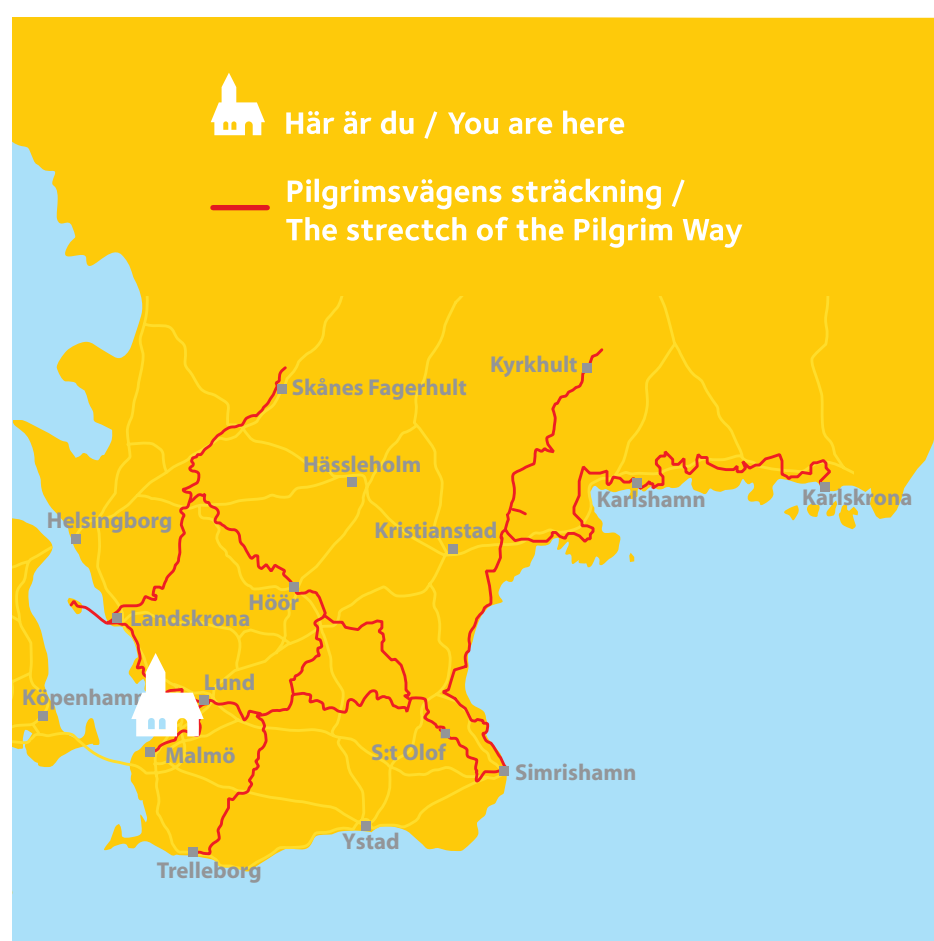 Här är du / You are here
Pilgrimsvägens sträckning /
The strectch of the Pilgrim Way
Kyrkhult
Skånes Fagerhult
Hässleholm
Karlshamn
Karlskrona
Helsingborg
Kristianstad
Höör
Landskrona
Lund
Köpenhamn
S:t Olof
Malmö
Simrishamn
Ystad
Trelleborg